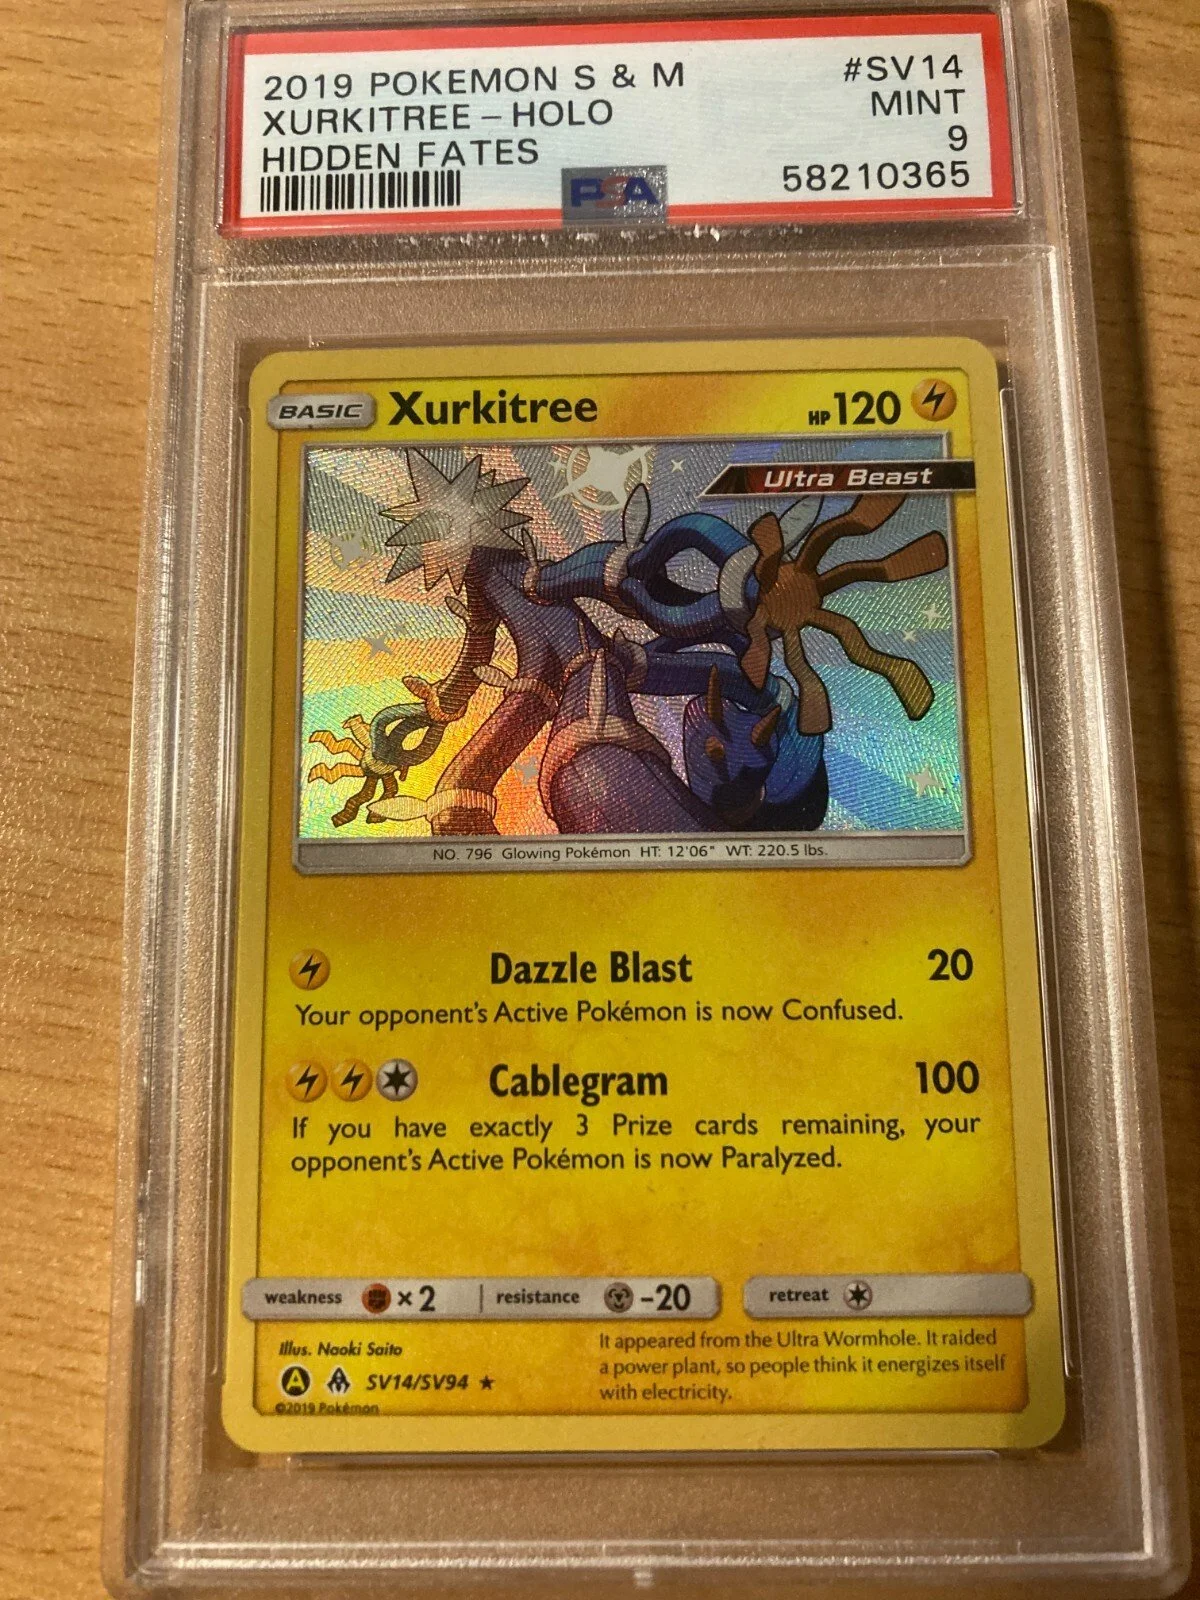 2019 POKEMON S & M #SV14
XURKITREE - HOLO MINT
HIDDEN FATES 9
PSA 58210365
BASIC Xurkitree HP 120
Ultra Beast
NO. 796 Glowing Pokémon HT: 12'06" WT: 220.5 lbs.
Dazzle Blast 20
Your opponent's Active Pokémon is now Confused.
Cablegram 100
If you have exactly 3 Prize cards remaining, your
opponent's Active Pokémon is now Paralyzed.
weakness × 2 resistance -20 retreat
Illus. Naoki Saito
A SV14/SV94 ★
©2019 Pokémon
It appeared from the Ultra Wormhole. It raided
a power plant, so people think it energizes itself
with electricity.